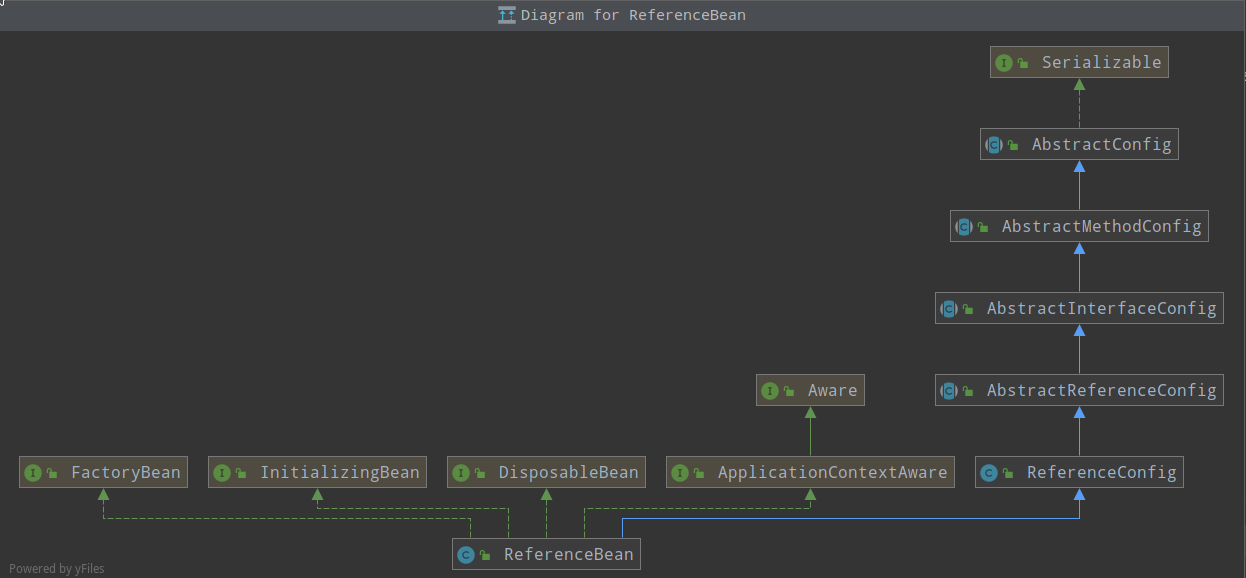 Diagram for ReferenceBean
I Serializable
C AbstractConfig
C AbstractMethodConfig
C AbstractInterfaceConfig
I Aware
C AbstractReferenceConfig
I FactoryBean
I InitializingBean
I DisposableBean
I ApplicationContextAware
C ReferenceConfig
C ReferenceBean
Powered by yFiles